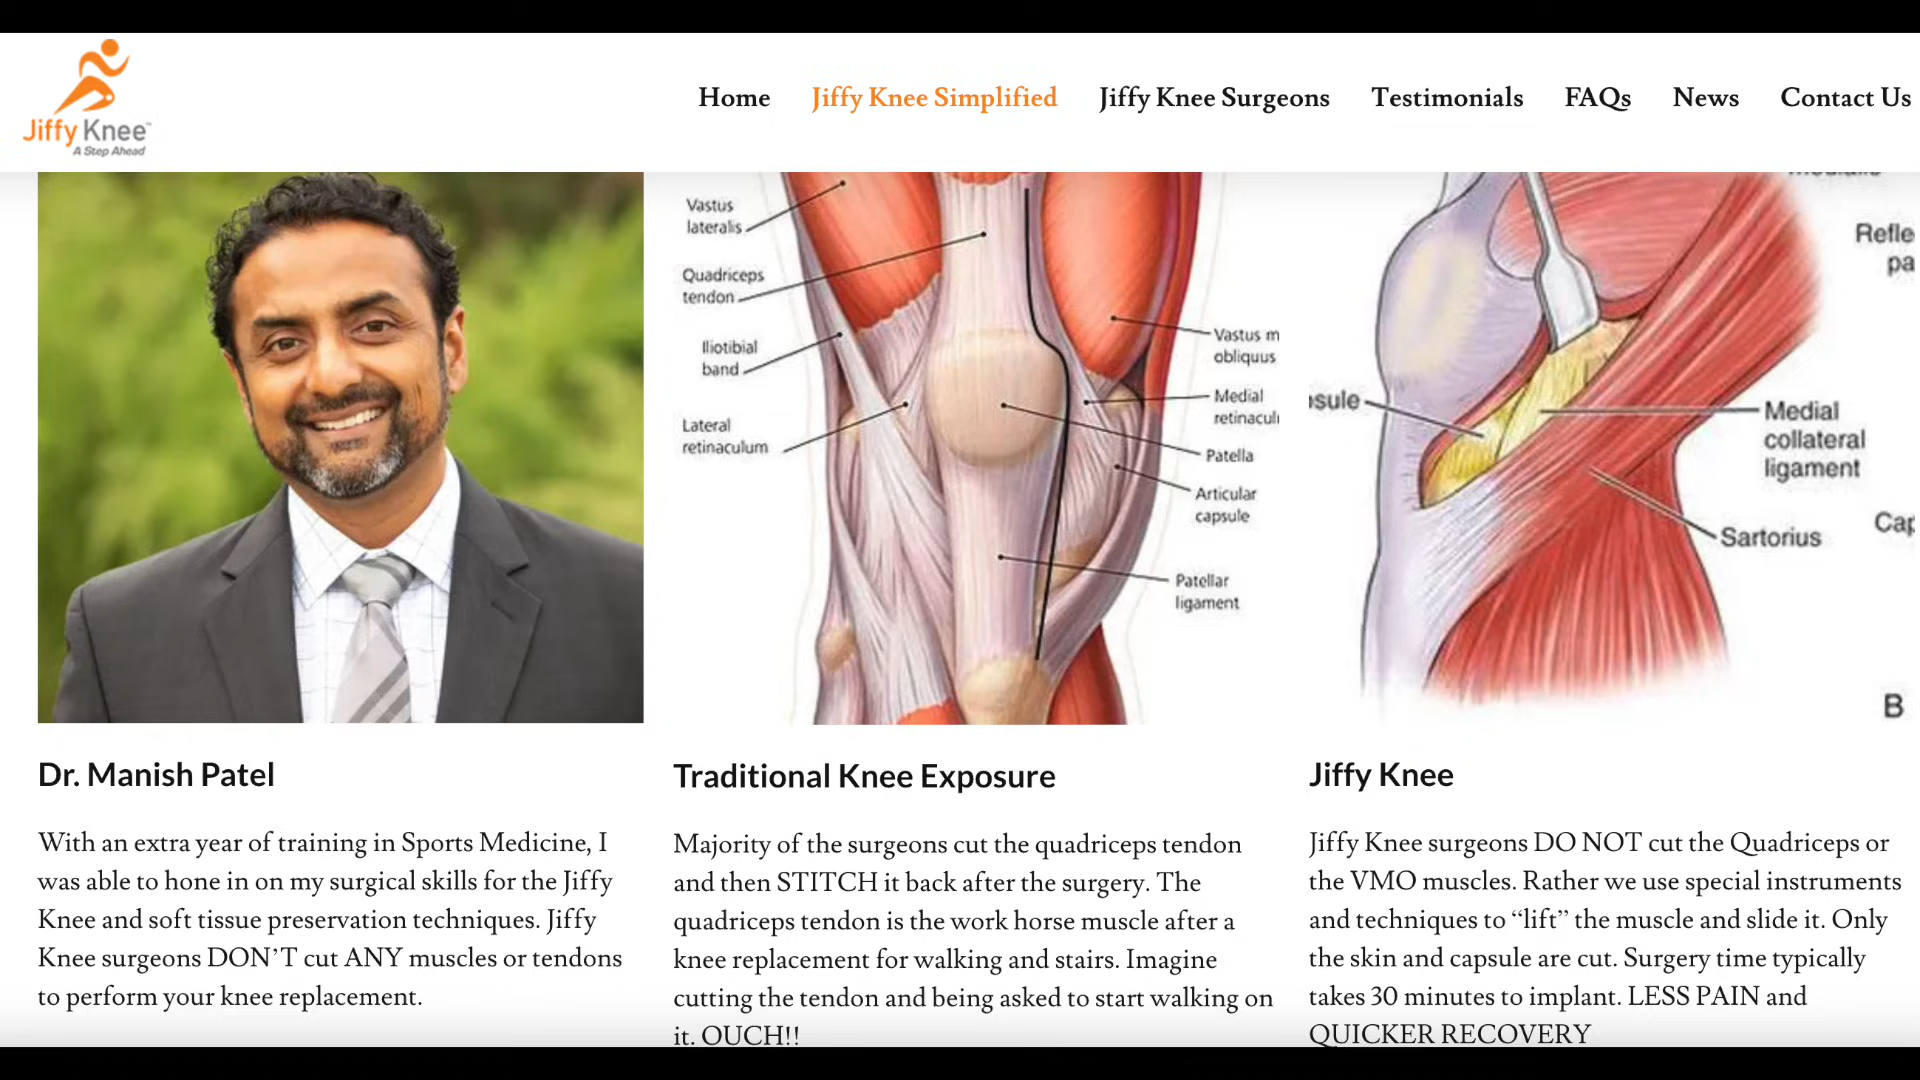 Jiffy Knee™
A Step Ahead
Home
Jiffy Knee Simplified
Jiffy Knee Surgeons
Testimonials
FAQs
News
Contact Us
Vastus
lateralis
Quadriceps
tendon
Iliotibial
band
Lateral
retinaculum
Vastus m
obliquus
Medial
retinacul
Patella
Articular
capsule
Patellar
ligament
Refle
pa
sule
Medial
collateral
ligament
Sartorius
Cap
B
Dr. Manish Patel
With an extra year of training in Sports Medicine, I
was able to hone in on my surgical skills for the Jiffy
Knee and soft tissue preservation techniques. Jiffy
Knee surgeons DON’T cut ANY muscles or tendons
to perform your knee replacement.
Traditional Knee Exposure
Majority of the surgeons cut the quadriceps tendon
and then STITCH it back after the surgery. The
quadriceps tendon is the work horse muscle after a
knee replacement for walking and stairs. Imagine
cutting the tendon and being asked to start walking on
it. OUCH!!
Jiffy Knee
Jiffy Knee surgeons DO NOT cut the Quadriceps or
the VMO muscles. Rather we use special instruments
and techniques to “lift” the muscle and slide it. Only
the skin and capsule are cut. Surgery time typically
takes 30 minutes to implant. LESS PAIN and
QUICKER RECOVERY